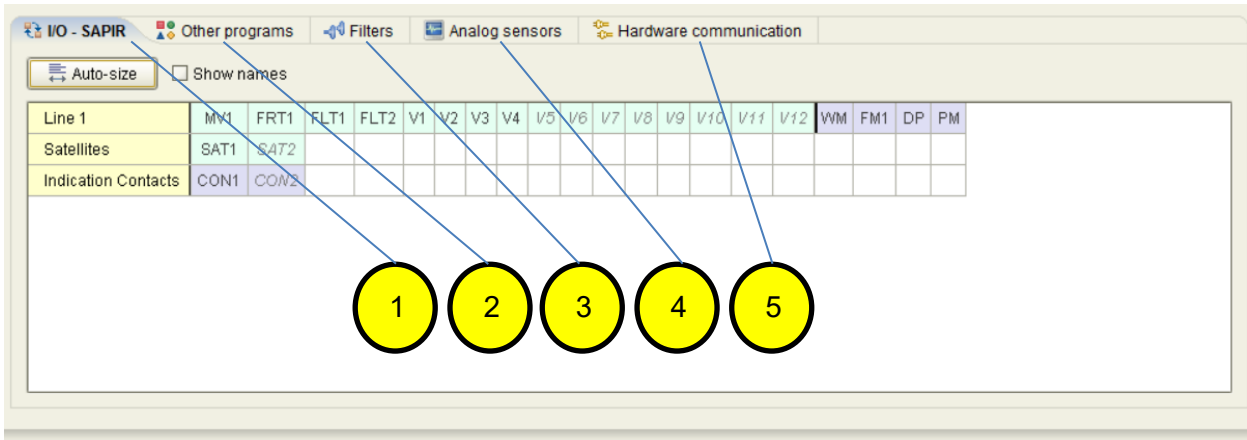 I/O - SAPIR Other programs Filters Analog sensors Hardware communication
Auto-size Show names
Line 1 MV1 FRT1 FLT1 FLT2 V1 V2 V3 V4 V5 V6 V7 V8 V9 V10 V11 V12 WM FM1 DP PM
Satellites SAT1 SAT2
Indication Contacts CON1 CON2
1 2 3 4 5